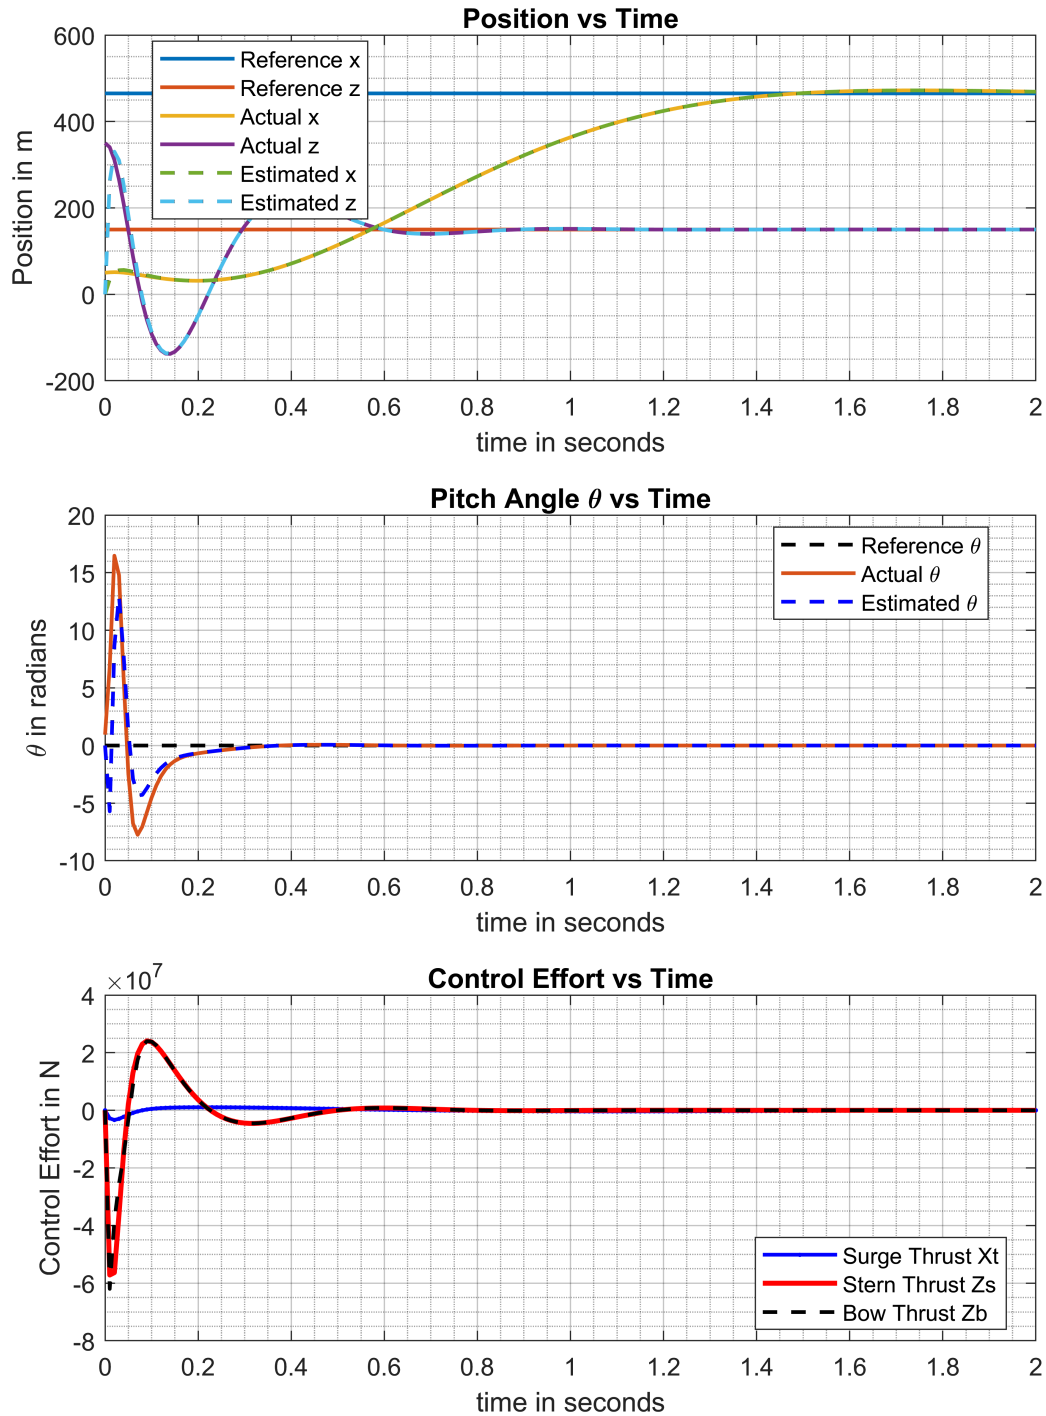 Position vs Time
600
400
200
0
-200
Position in m
Reference x
Reference z
Actual x
Actual z
Estimated x
Estimated z
0 0.2 0.4 0.6 0.8 1 1.2 1.4 1.6 1.8 2
time in seconds
Pitch Angle θ vs Time
20
15
10
5
0
-5
-10
θ in radians
Reference θ
Actual θ
Estimated θ
0 0.2 0.4 0.6 0.8 1 1.2 1.4 1.6 1.8 2
time in seconds
Control Effort vs Time
×10⁷
4
2
0
-2
-4
-6
-8
Control Effort in N
Surge Thrust Xt
Stern Thrust Zs
Bow Thrust Zb
0 0.2 0.4 0.6 0.8 1 1.2 1.4 1.6 1.8 2
time in seconds